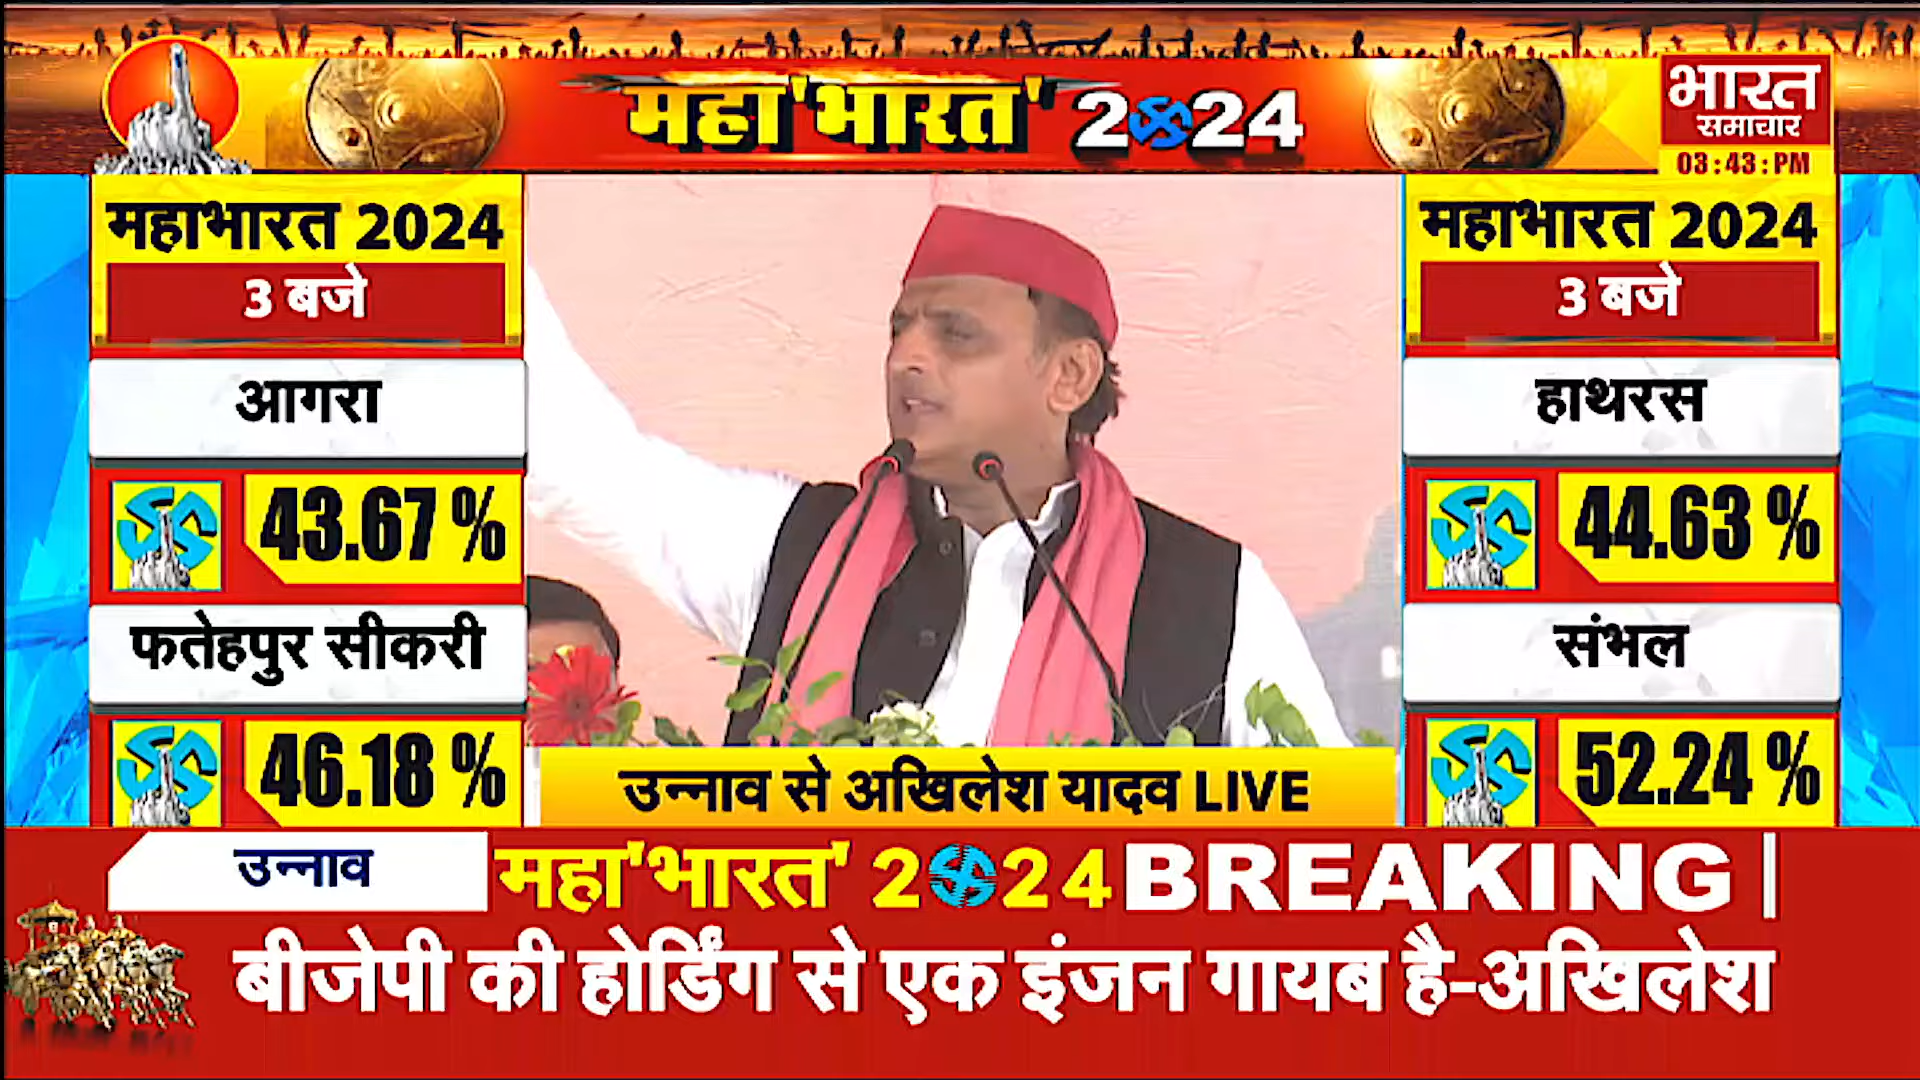 महा'भारत' 2024
भारत
समाचार
03:43:PM
महाभारत 2024
3 बजे
आगरा
43.67 %
फतेहपुर सीकरी
46.18 %
महाभारत 2024
3 बजे
हाथरस
44.63 %
संभल
52.24 %
उन्नाव से अखिलेश यादव LIVE
उन्नाव
महा'भारत' 2024 BREAKING
बीजेपी की होर्डिंग से एक इंजन गायब है-अखिलेश